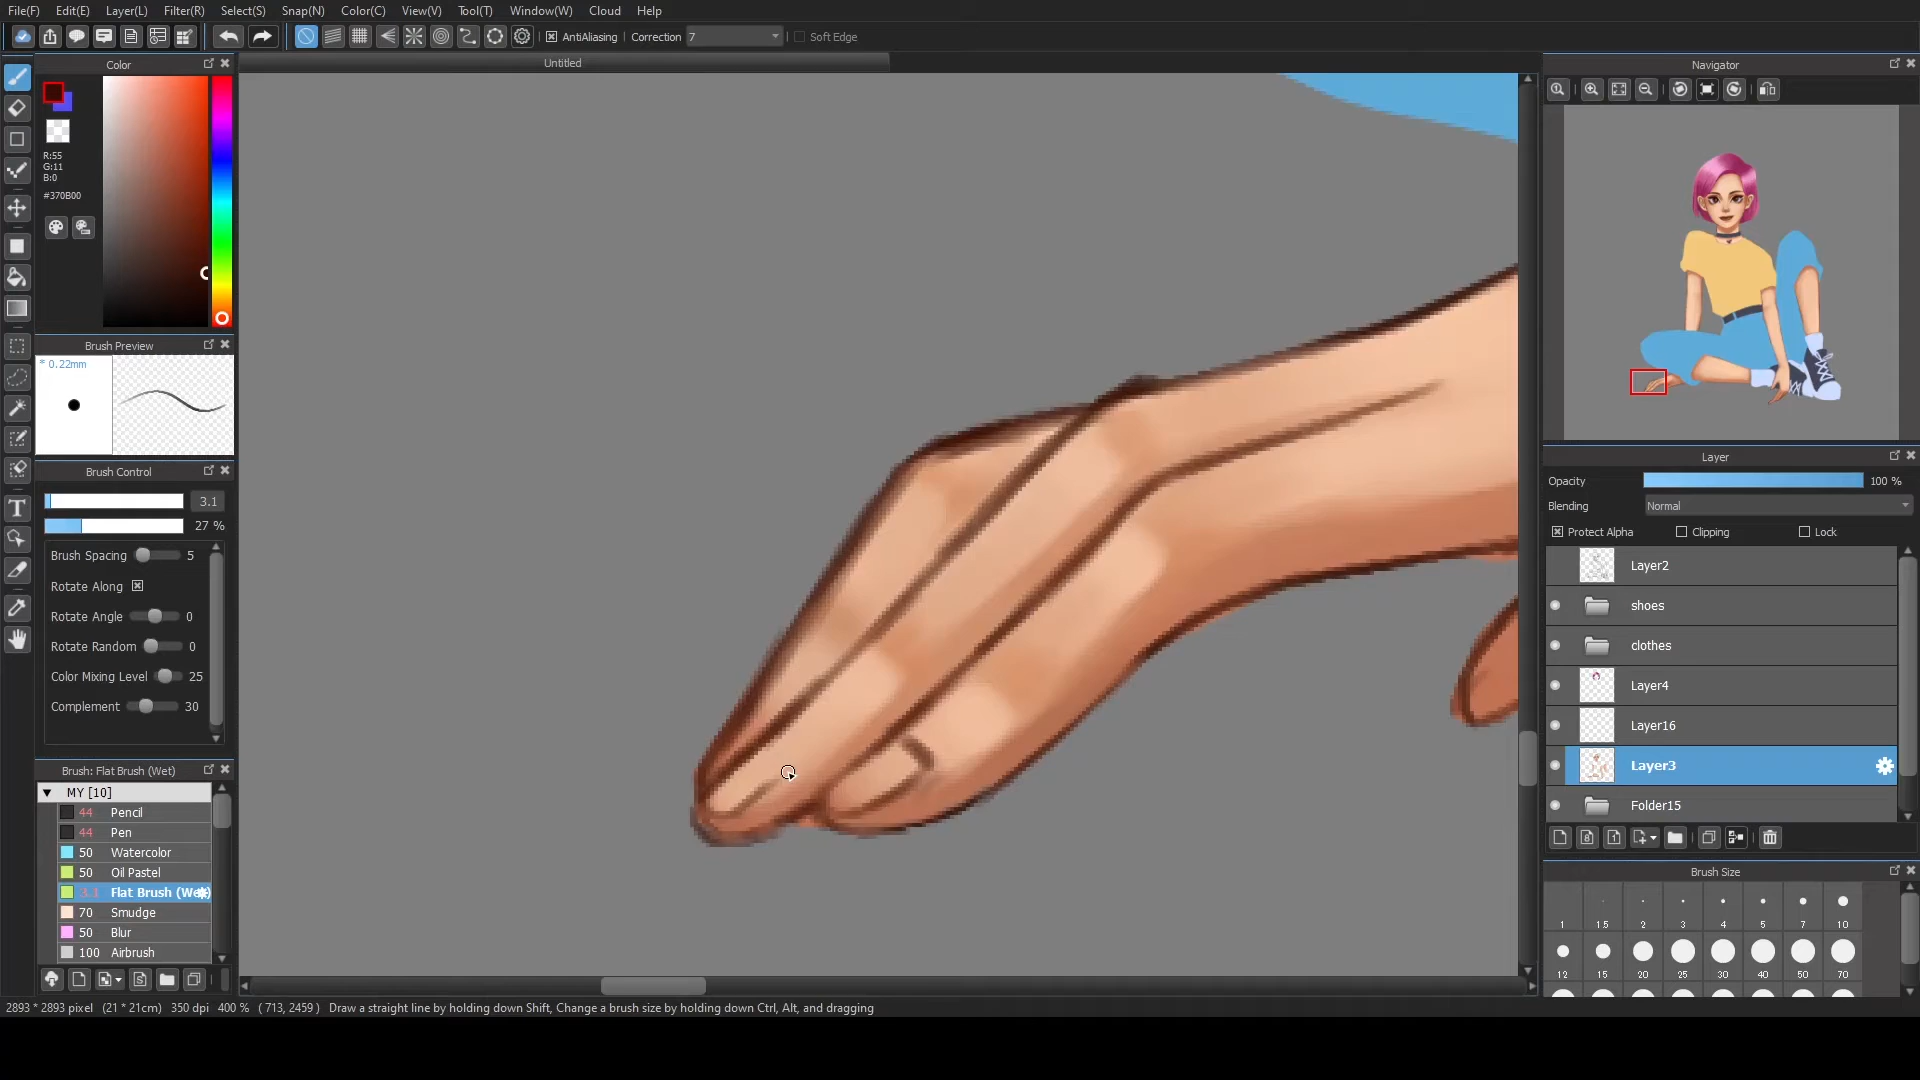 File(F) Edit(E) Layer(L) Filter(R) Select(S) Snap(N) Color(C) View(V) Tool(T) Window(W) Cloud Help
AntiAliasing Correction 7 Soft Edge
Color
Untitled
Navigator
R:55
G:11
B:0
#370B00
Brush Preview
* 0.22mm
Brush Control
3.1
27 %
Brush Spacing 5
Rotate Along
Rotate Angle 0
Rotate Random 0
Color Mixing Level 25
Complement 30
Brush: Flat Brush (Wet)
MY [10]
44 Pencil
44 Pen
50 Watercolor
50 Oil Pastel
3.1 Flat Brush (Wet)
70 Smudge
50 Blur
100 Airbrush
Layer
Opacity 100 %
Blending Normal
Protect Alpha Clipping Lock
Layer2
shoes
clothes
Layer4
Layer16
Layer3
Folder15
Brush Size
1 1.5 2 3 4 5 7 10
12 15 20 25 30 40 50 70
2893 * 2893 pixel (21 * 21cm) 350 dpi 400 % ( 713, 2459 ) Draw a straight line by holding down Shift, Change a brush size by holding down Ctrl, Alt, and dragging